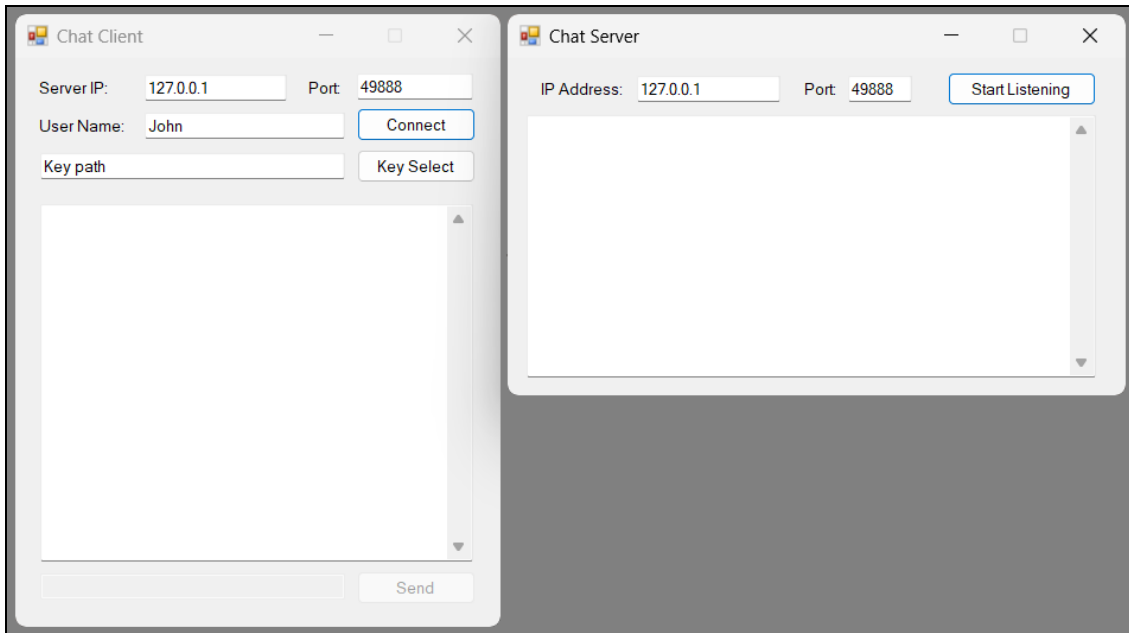 Chat Client
Server IP: 127.0.0.1 Port: 49888
User Name: John Connect
Key path Key Select
Send
Chat Server
IP Address: 127.0.0.1 Port: 49888 Start Listening